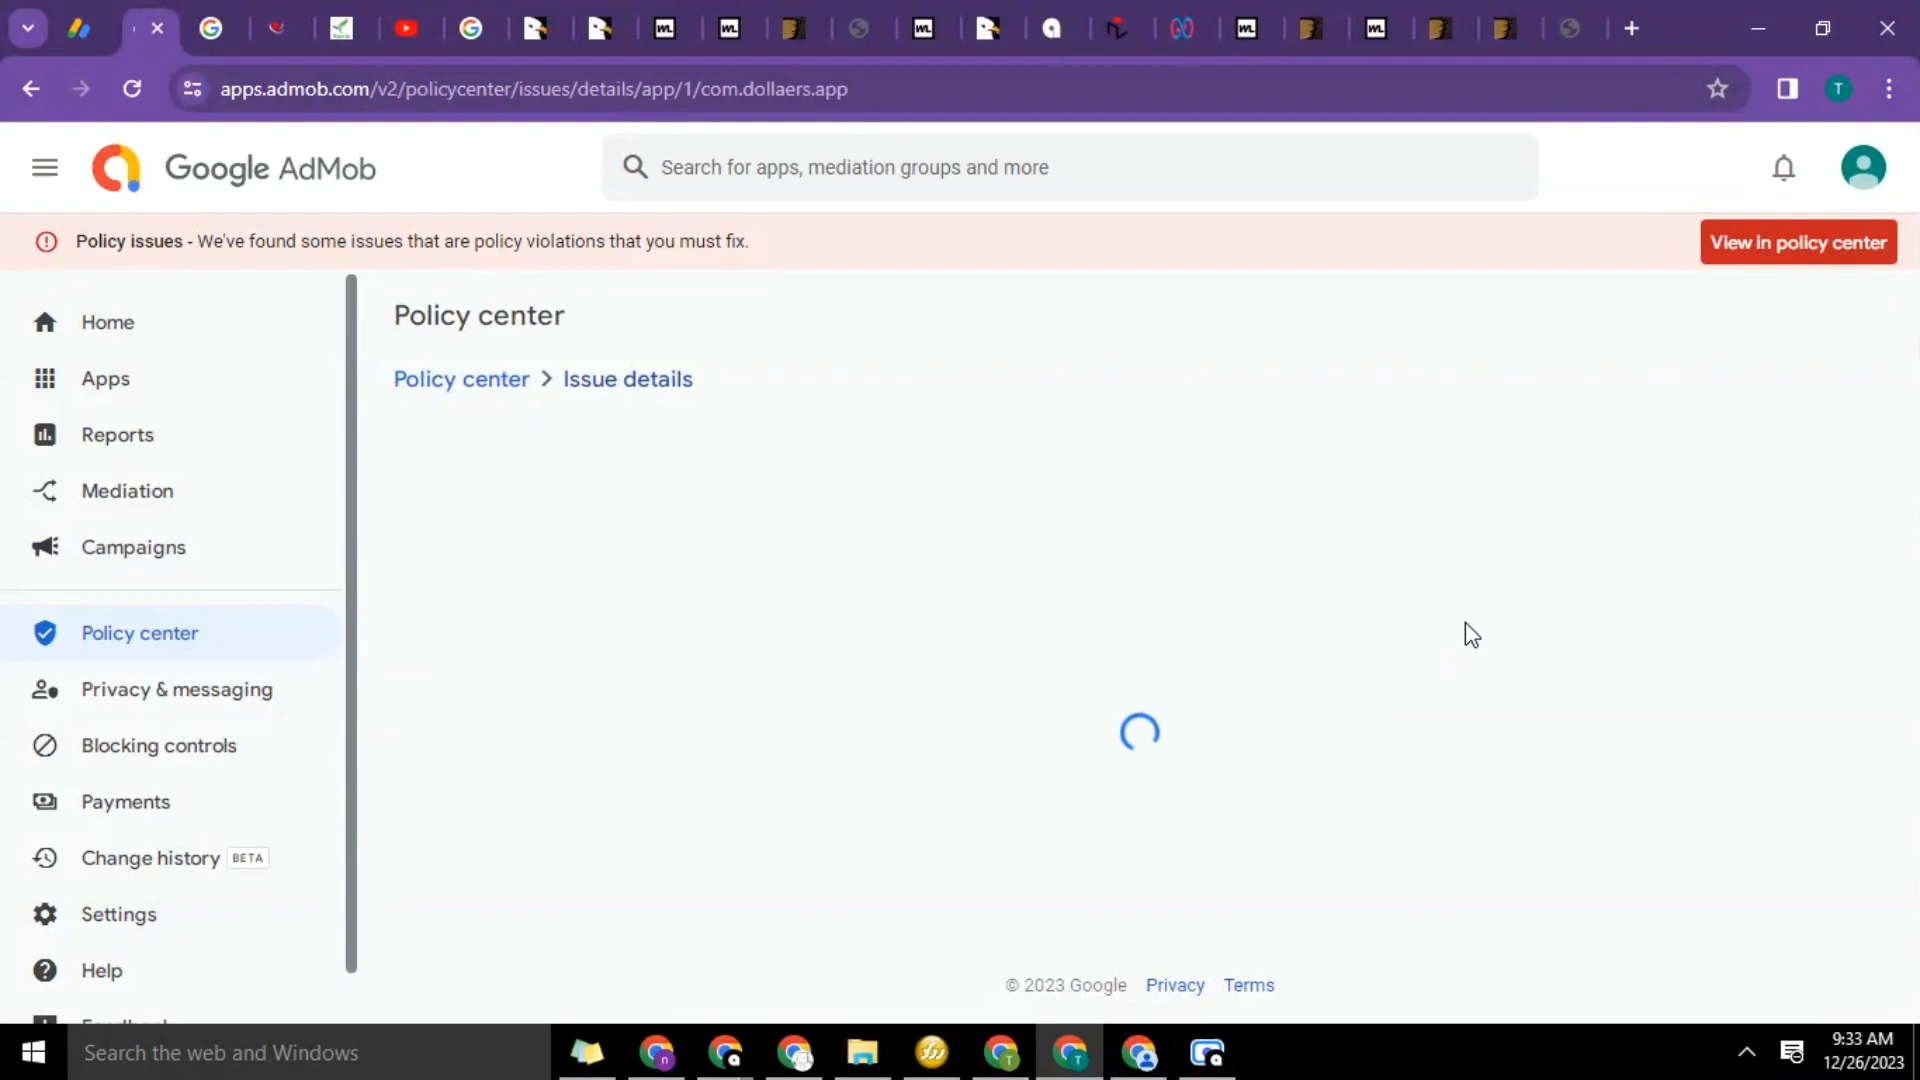 apps.admob.com/v2/policycenter/issues/details/app/1/com.dollaers.app
T
Google AdMob
Search for apps, mediation groups and more
Policy issues - We've found some issues that are policy violations that you must fix.
View in policy center
Home
Apps
Reports
Mediation
Campaigns
Policy center
Privacy & messaging
Blocking controls
Payments
Change history BETA
Settings
Help
Policy center
Policy center > Issue details
© 2023 Google Privacy Terms
Search the web and Windows
9:33 AM
12/26/2023